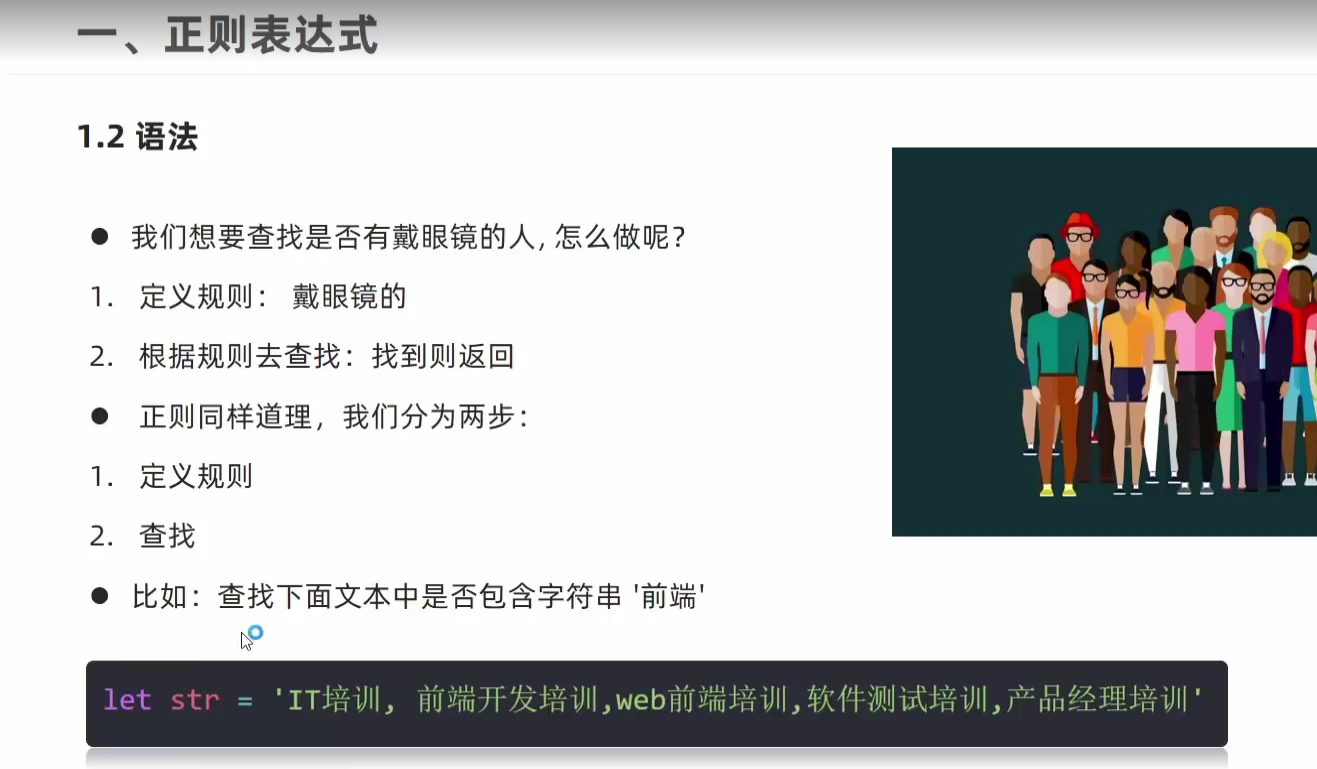 一、正则表达式
1.2 语法
● 我们想要查找是否有戴眼镜的人, 怎么做呢?
1. 定义规则： 戴眼镜的
2. 根据规则去查找：找到则返回
● 正则同样道理，我们分为两步：
1. 定义规则
2. 查找
● 比如：查找下面文本中是否包含字符串 '前端'
let str = 'IT培训, 前端开发培训,web前端培训,软件测试培训,产品经理培训'